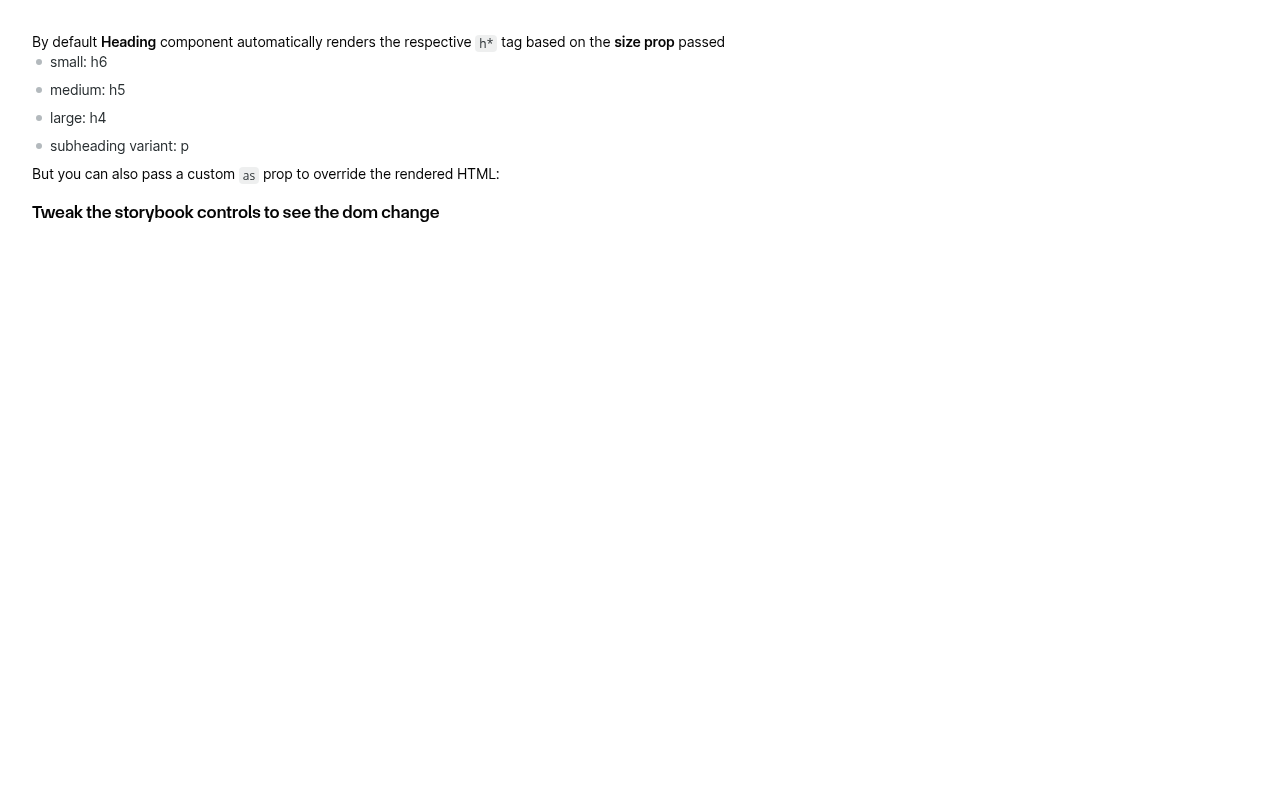 By default Heading component automatically renders the respective h* tag based on the size prop passed
small: h6
medium: h5
large: h4
subheading variant: p
But you can also pass a custom as prop to override the rendered HTML:
Tweak the storybook controls to see the dom change